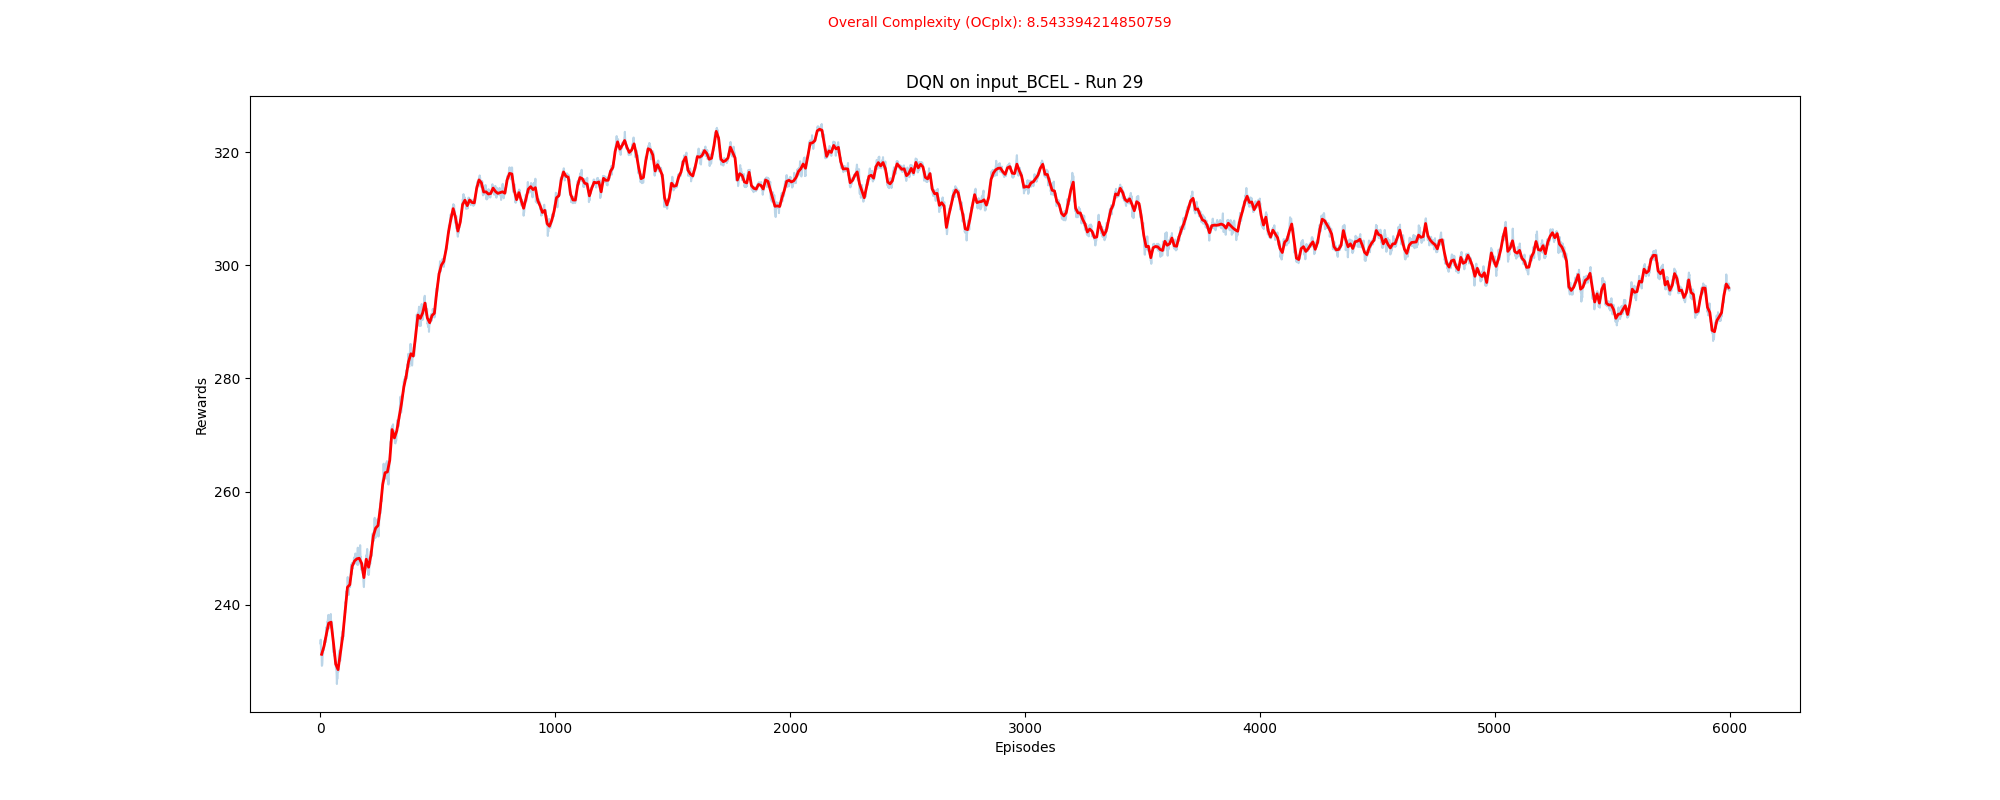 Overall Complexity (OCplx): 8.543394214850759
DQN on input_BCEL - Run 29
Rewards
320
300
280
260
240
0 1000 2000 3000 4000 5000 6000
Episodes